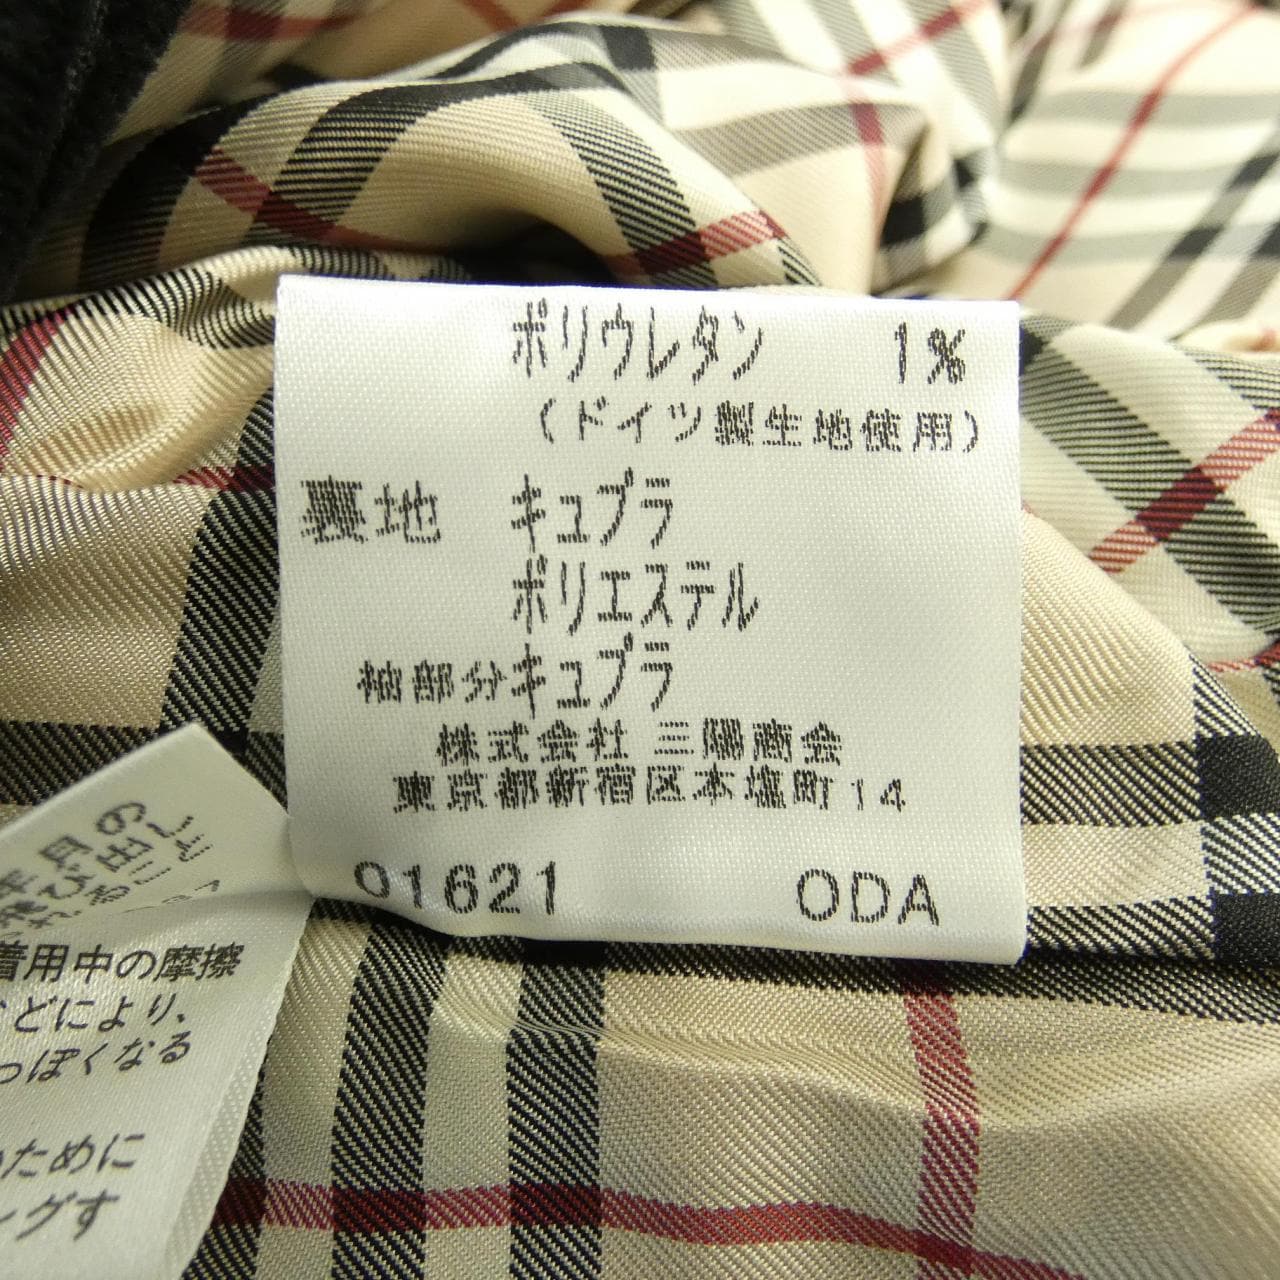 ポリウレタン 1%
(ドイツ製生地使用)
裏地 キュプラ
ポリエステル
袖部分キュプラ
株式会社 三陽商会
東京都新宿区本塩町14
01621 ODA
着用中の摩擦
などにより、
っぽくなる
ために
ングす